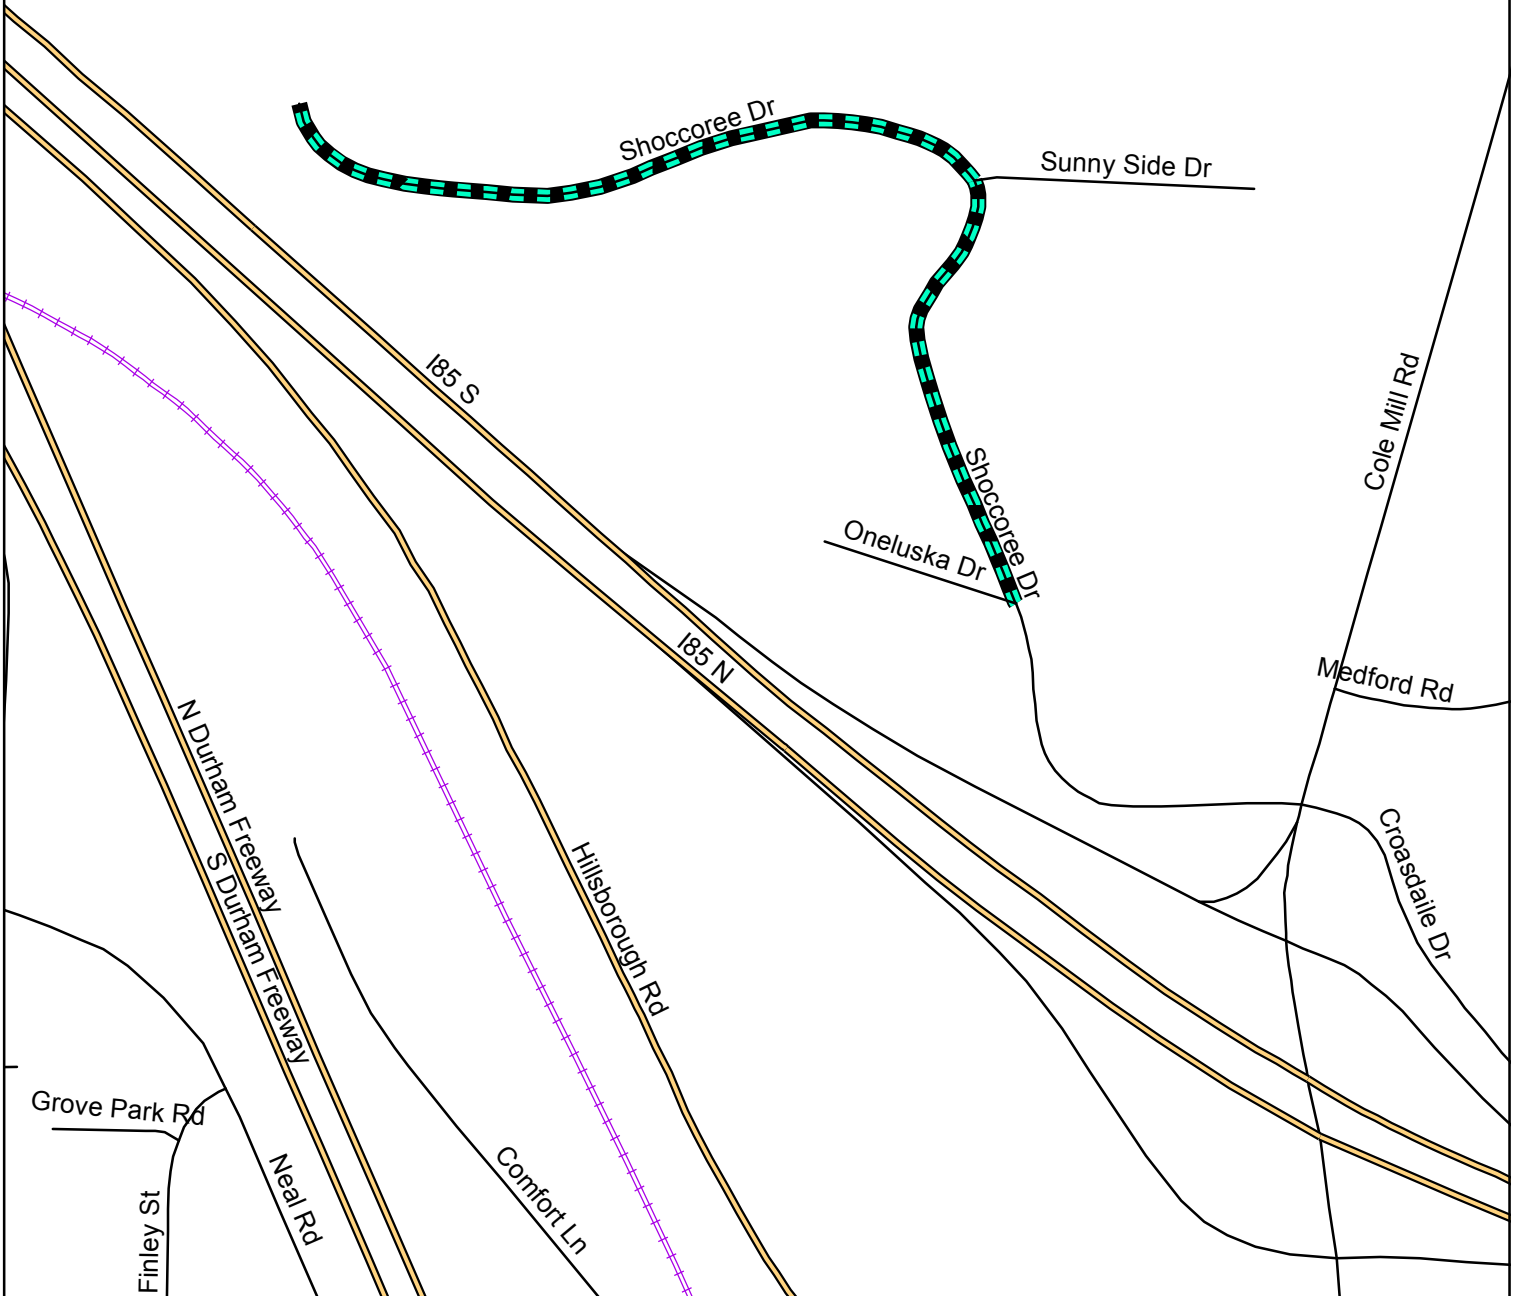 Shoccoree Dr
Sunny Side Dr
I85 S
Cole Mill Rd
Shoccoree Dr
Oneluska Dr
I85 N
Medford Rd
N Durham Freeway
S Durham Freeway
Hillsborough Rd
Croasdaile Dr
Grove Park Rd
Neal Rd
Comfort Ln
Finley St